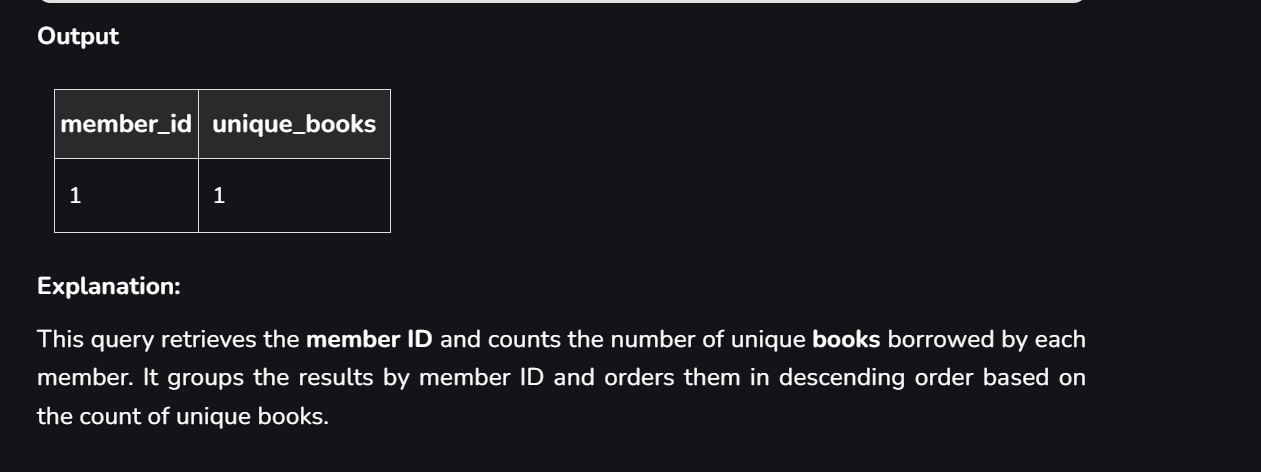 Output
member_id unique_books
1 1
Explanation:
This query retrieves the member ID and counts the number of unique books borrowed by each
member. It groups the results by member ID and orders them in descending order based on
the count of unique books.